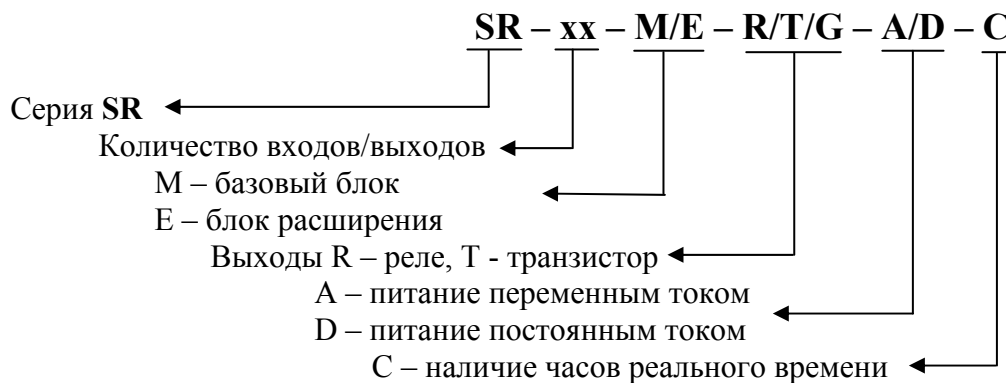 SR – xx – M/E – R/T/G – A/D – C
Серия SR
Количество входов/выходов
М – базовый блок
Е – блок расширения
Выходы R – реле, Т - транзистор
А – питание переменным током
D – питание постоянным током
С – наличие часов реального времени